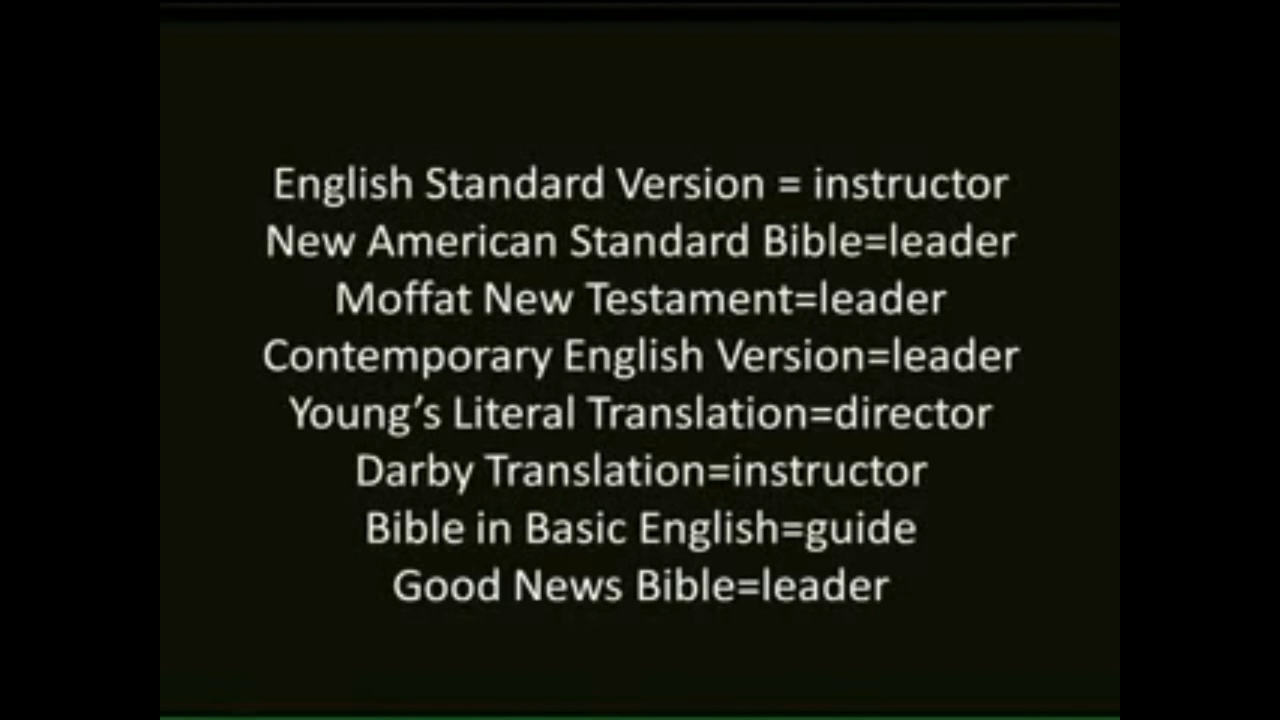 English Standard Version = instructor
New American Standard Bible=leader
Moffat New Testament=leader
Contemporary English Version=leader
Young’s Literal Translation=director
Darby Translation=instructor
Bible in Basic English=guide
Good News Bible=leader